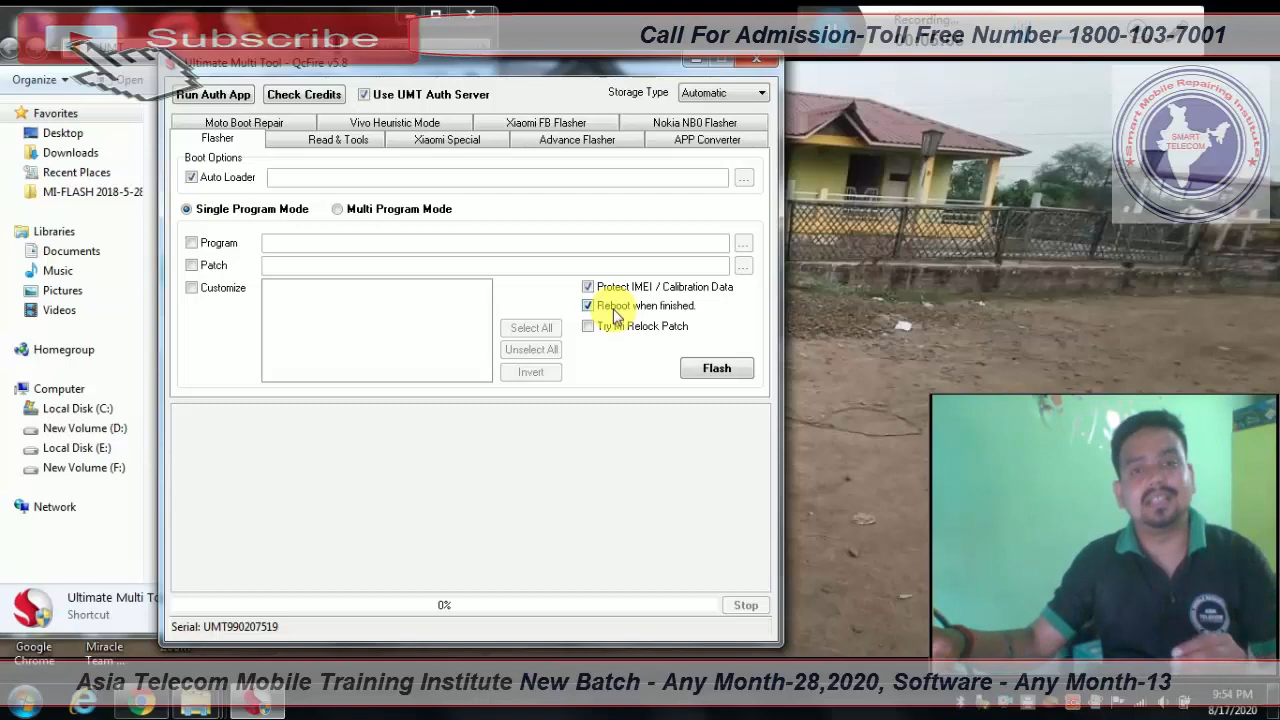 Subscribe
Call For Admission-Toll Free Number 1800-103-7001
Recording...
Ultimate Multi Tool - QcFire v5.8
Organize
Open
Run Auth App
Check Credits
Use UMT Auth Server
Storage Type
Automatic
Favorites
Desktop
Downloads
Recent Places
MI-FLASH 2018-5-28
Libraries
Documents
Music
Pictures
Videos
Homegroup
Computer
Local Disk (C:)
New Volume (D:)
Local Disk (E:)
New Volume (F:)
Network
Moto Boot Repair
Vivo Heuristic Mode
Xiaomi FB Flasher
Nokia NB0 Flasher
Flasher
Read & Tools
Xiaomi Special
Advance Flasher
APP Converter
Boot Options
Auto Loader
...
Single Program Mode
Multi Program Mode
Program
...
Patch
...
Customize
Protect IMEI / Calibration Data
Reboot when finished.
Try Mi Relock Patch
Select All
Unselect All
Invert
Flash
0%
Stop
Serial: UMT990207519
Ultimate Multi To
Shortcut
Google
Chrome
Miracle
Team ...
Smart Mobile Repairing Institute
SMART
TELECOM
ASIA
TELECOM
Asia Telecom Mobile Training Institute New Batch - Any Month-28,2020, Software - Any Month-13
9:54 PM
8/17/2020